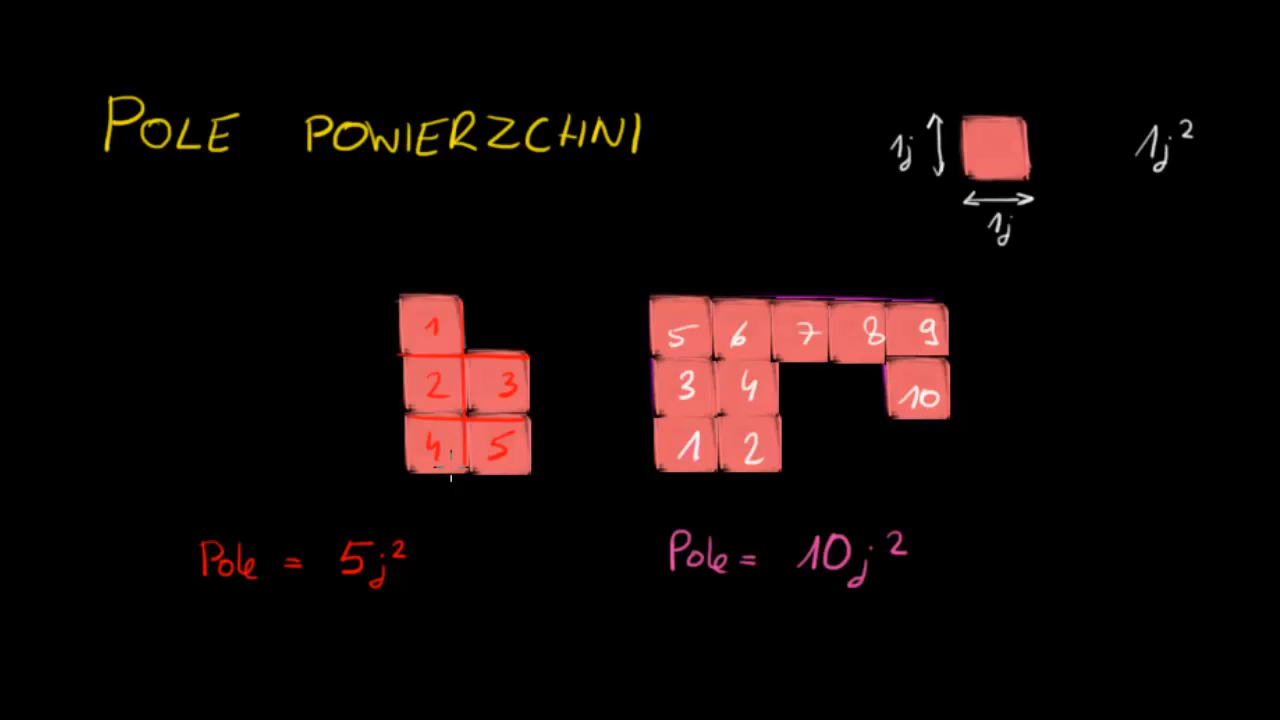 POLE POWIERZCHNI
1j
1j²
1j
1
2 3
4 5
5 6 7 8 9
3 4 10
1 2
Pole = 5j²
Pole = 10j²